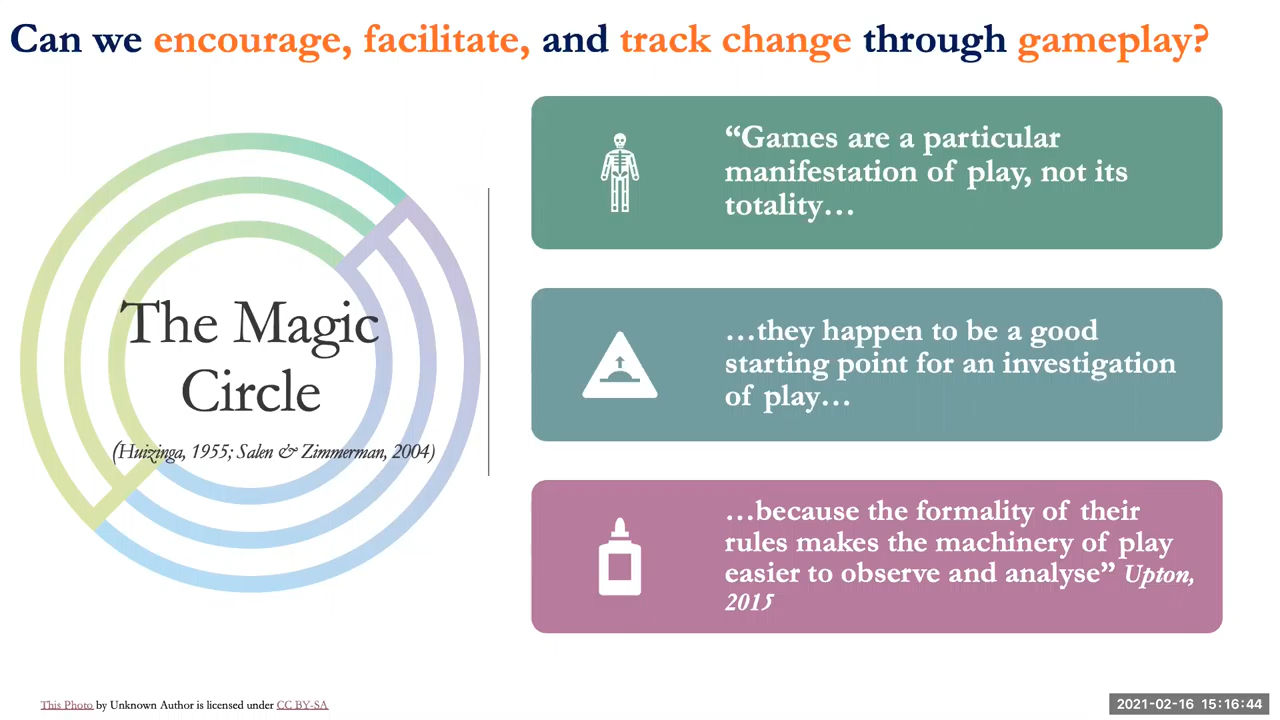 Can we encourage, facilitate, and track change through gameplay?
The Magic
Circle
(Huizinga, 1955; Salen & Zimmerman, 2004)
“Games are a particular
manifestation of play, not its
totality…
…they happen to be a good
starting point for an investigation
of play…
…because the formality of their
rules makes the machinery of play
easier to observe and analyse” Upton,
2015
This Photo by Unknown Author is licensed under CC BY-SA
2021-02-16 15:16:44